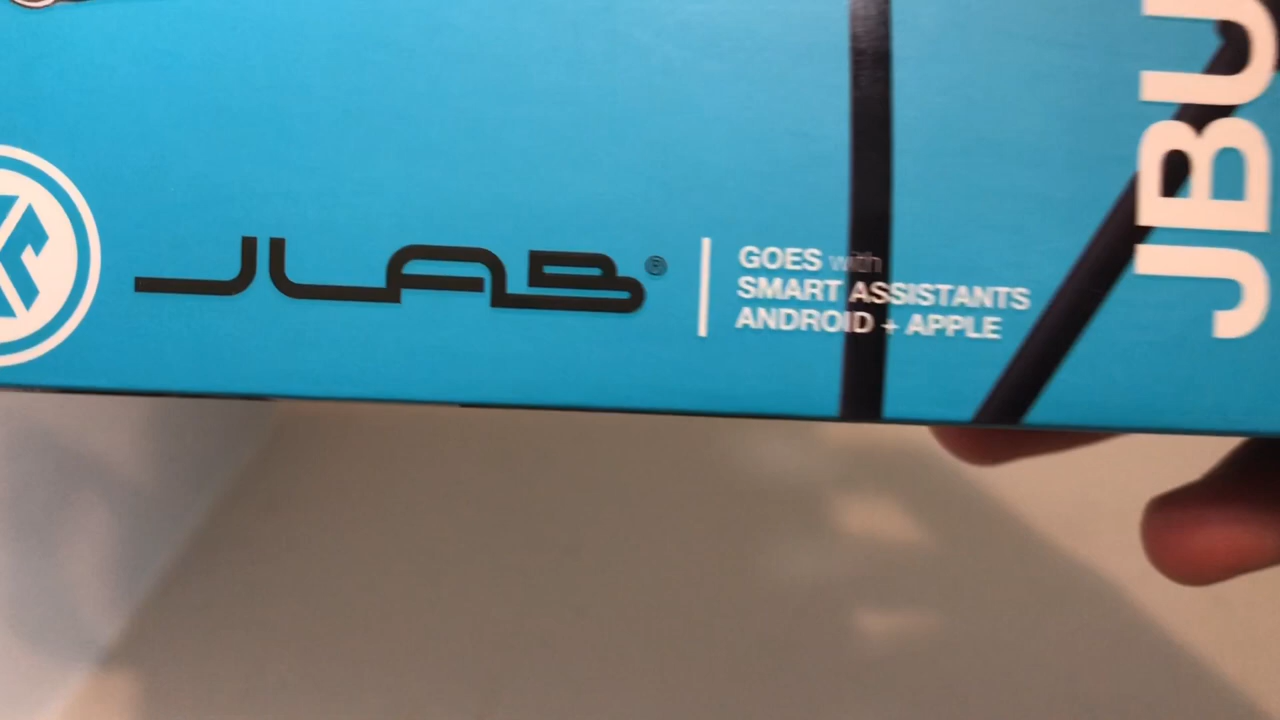 JLAB®
GOES with
SMART ASSISTANTS
ANDROID + APPLE
JBU